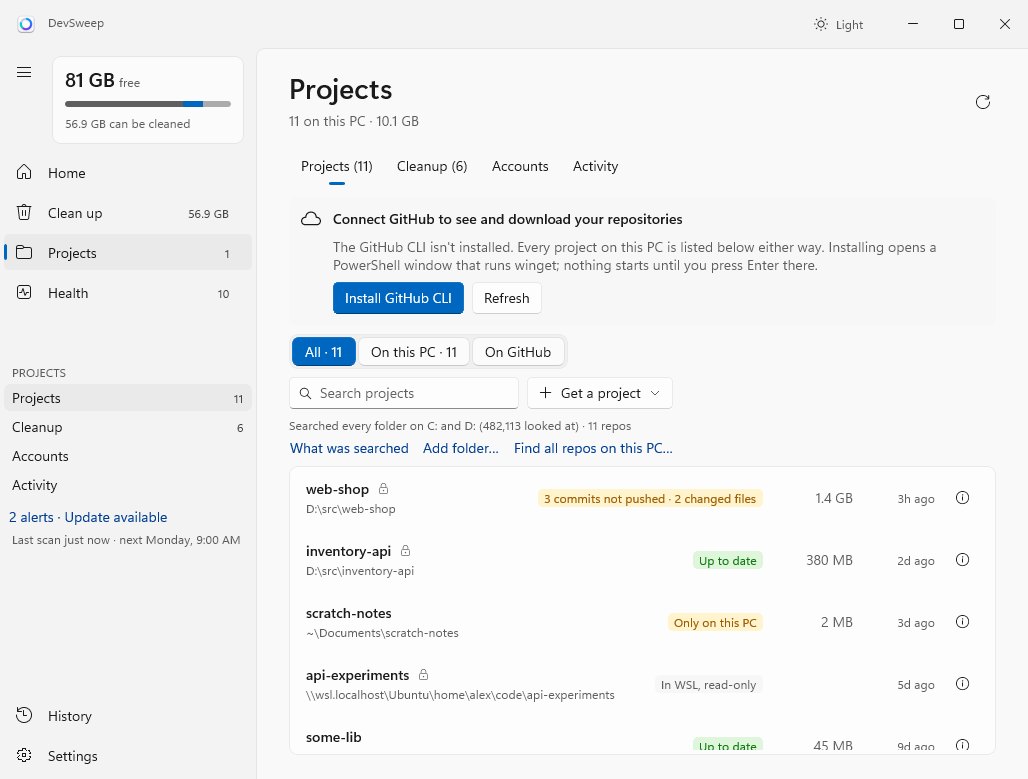 DevSweep
Light
81 GB free
56.9 GB can be cleaned
Home
Clean up 56.9 GB
Projects 1
Health 10
PROJECTS
Projects 11
Cleanup 6
Accounts
Activity
2 alerts · Update available
Last scan just now · next Monday, 9:00 AM
History
Settings
Projects
11 on this PC · 10.1 GB
Projects (11) Cleanup (6) Accounts Activity
Connect GitHub to see and download your repositories
The GitHub CLI isn't installed. Every project on this PC is listed below either way. Installing opens a
PowerShell window that runs winget; nothing starts until you press Enter there.
Install GitHub CLI Refresh
All · 11 On this PC · 11 On GitHub
Search projects Get a project
Searched every folder on C: and D: (482,113 looked at) · 11 repos
What was searched Add folder... Find all repos on this PC...
web-shop 3 commits not pushed · 2 changed files 1.4 GB 3h ago
D:\src\web-shop
inventory-api Up to date 380 MB 2d ago
D:\src\inventory-api
scratch-notes Only on this PC 2 MB 3d ago
~\Documents\scratch-notes
api-experiments In WSL, read-only 5d ago
\\wsl.localhost\Ubuntu\home\alex\code\api-experiments
some-lib Up to date 45 MB 9d ago